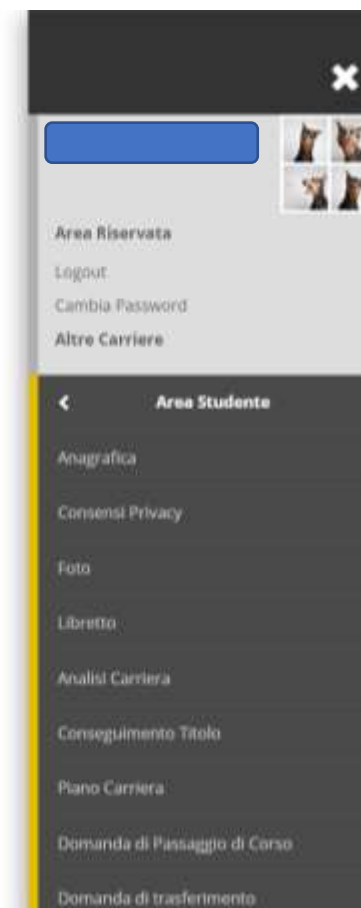 Area Riservata
Logout
Cambia Password
Altre Carriere
Area Studente
Anagrafica
Consensi Privacy
Foto
Libretto
Analisi Carriera
Conseguimento Titolo
Piano Carriera
Domanda di Passaggio di Corso
Domanda di trasferimento